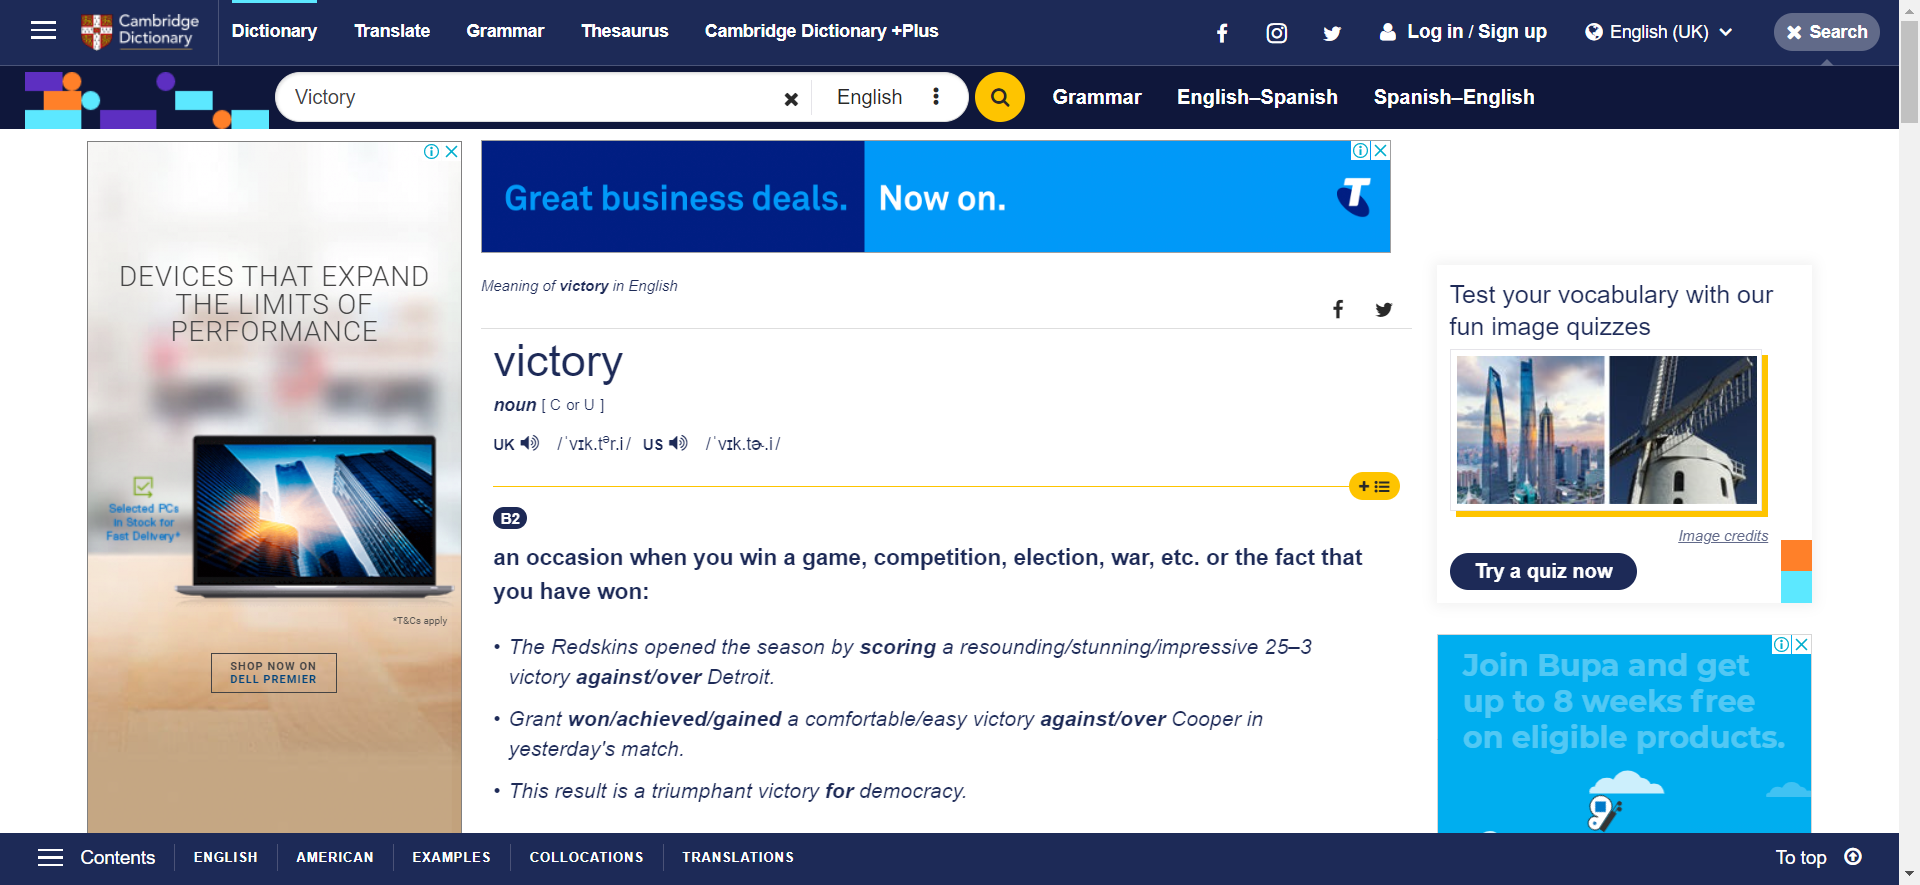 Cambridge
Dictionary
Dictionary
Translate
Grammar
Thesaurus
Cambridge Dictionary +Plus
Log in / Sign up
English (UK)
Search
Victory
English
Grammar
English–Spanish
Spanish–English
DEVICES THAT EXPAND
THE LIMITS OF
PERFORMANCE
Selected PCs
in Stock for
Fast Delivery*
*T&Cs apply
SHOP NOW ON
DELL PREMIER
Great business deals.
Now on.
Meaning of victory in English
victory
noun [ C or U ]
UK /ˈvɪk.tᵊr.i/ US /ˈvɪk.tɚ.i/
B2
an occasion when you win a game, competition, election, war, etc. or the fact that
you have won:
• The Redskins opened the season by scoring a resounding/stunning/impressive 25–3
victory against/over Detroit.
• Grant won/achieved/gained a comfortable/easy victory against/over Cooper in
yesterday's match.
• This result is a triumphant victory for democracy.
Test your vocabulary with our
fun image quizzes
Image credits
Try a quiz now
Join Bupa and get
up to 8 weeks free
on eligible products.
Contents
ENGLISH
AMERICAN
EXAMPLES
COLLOCATIONS
TRANSLATIONS
To top